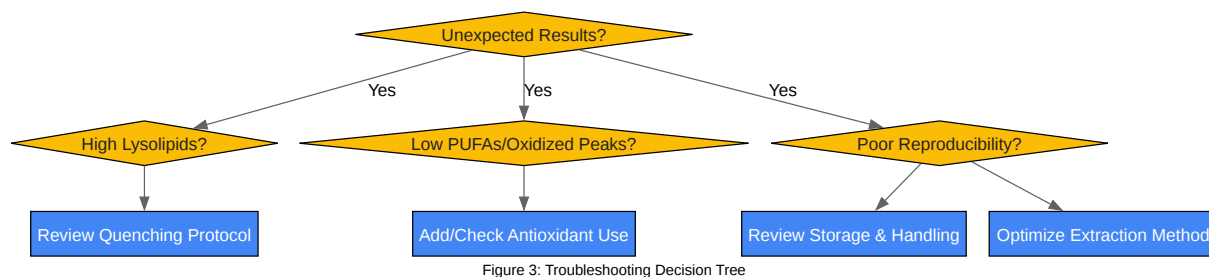 Unexpected Results?
Yes
Yes
Yes
High Lysolipids?
Low PUFAs/Oxidized Peaks?
Poor Reproducibility?
Review Quenching Protocol
Add/Check Antioxidant Use
Review Storage & Handling
Optimize Extraction Method
Figure 3: Troubleshooting Decision Tree